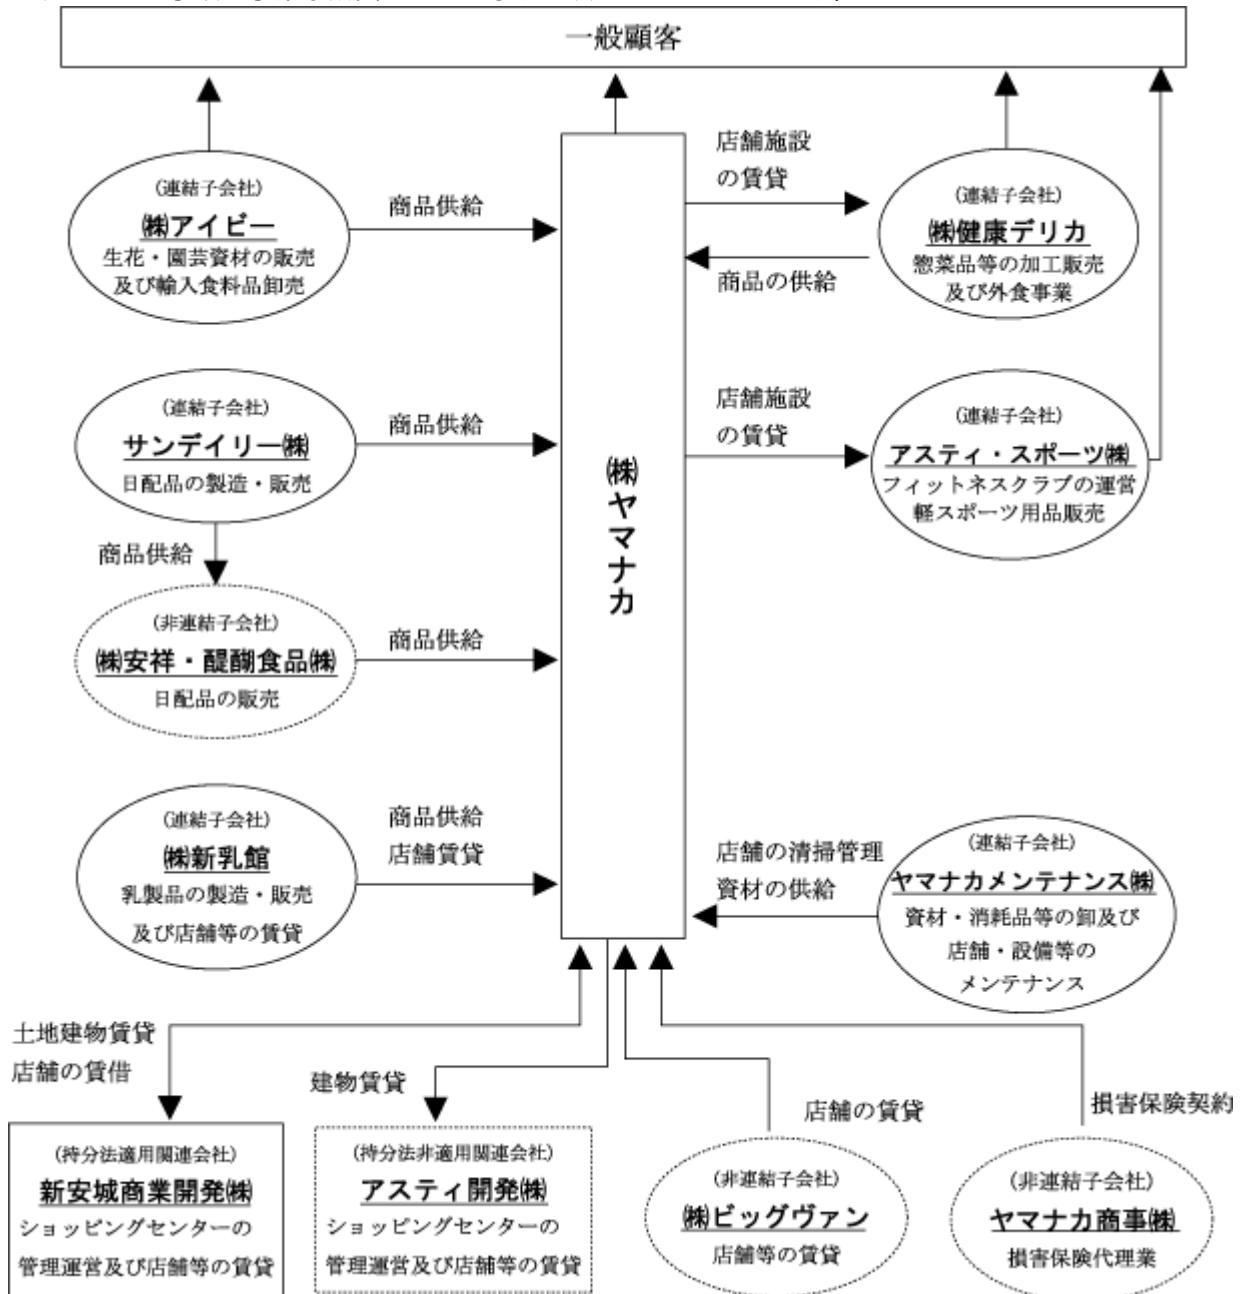 一般顧客
(連結子会社)
㈱アイビー
生花・園芸資材の販売
及び輸入食料品卸売
商品供給
店舗施設
の賃貸
商品の供給
(連結子会社)
㈱健康デリカ
惣菜品等の加工販売
及び外食事業
(連結子会社)
サンデイリー㈱
日配品の製造・販売
商品供給
商品供給
店舗施設
の賃貸
(連結子会社)
アスティ・スポーツ㈱
フィットネスクラブの運営
軽スポーツ用品販売
㈱ヤマナカ
(非連結子会社)
㈱安祥・醍醐食品㈱
日配品の販売
商品供給
(連結子会社)
㈱新乳館
乳製品の製造・販売
及び店舗等の賃貸
商品供給
店舗賃貸
店舗の清掃管理
資材の供給
(連結子会社)
ヤマナカメンテナンス㈱
資材・消耗品等の卸及び
店舗・設備等の
メンテナンス
土地建物賃貸
店舗の賃借
建物賃貸
店舗の賃貸
損害保険契約
(持分法適用関連会社)
新安城商業開発㈱
ショッピングセンターの
管理運営及び店舗等の賃貸
(持分法非適用関連会社)
アスティ開発㈱
ショッピングセンターの
管理運営及び店舗等の賃貸
(非連結子会社)
㈱ビッグヴァン
店舗等の賃貸
(非連結子会社)
ヤマナカ商事㈱
損害保険代理業